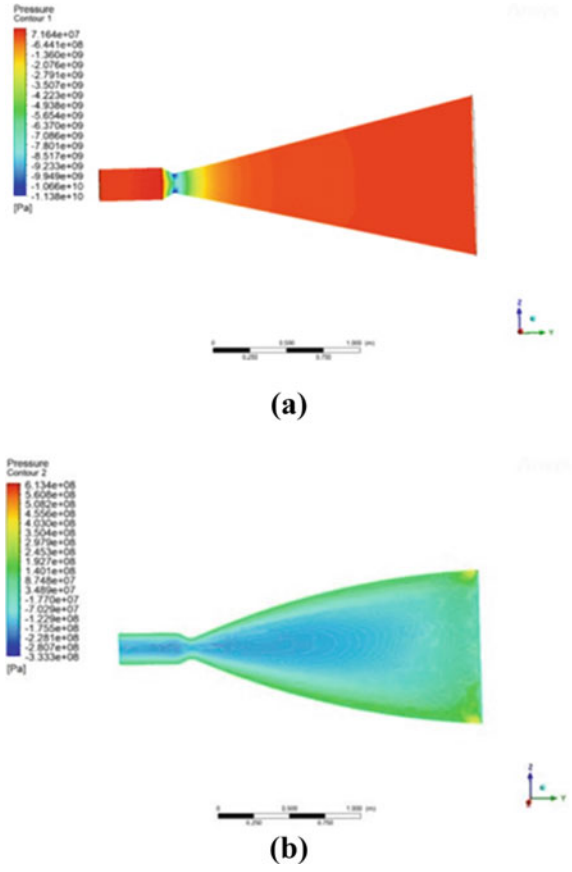 Pressure
Contour 1
7.164e+07
-6.441e+08
-1.360e+09
-2.076e+09
-2.791e+09
-3.507e+09
-4.223e+09
-4.938e+09
-5.654e+09
-6.370e+09
-7.086e+09
-7.801e+09
-8.517e+09
-9.233e+09
-9.949e+09
-1.066e+10
-1.138e+10
[Pa]
Z
Y
0 0.500 1.000 (m)
0.250 0.750
(a)
Pressure
Contour 2
6.134e+08
5.608e+08
5.082e+08
4.556e+08
4.030e+08
3.504e+08
2.979e+08
2.453e+08
1.927e+08
1.401e+08
8.748e+07
3.489e+07
-1.770e+07
-7.029e+07
-1.229e+08
-1.755e+08
-2.281e+08
-2.807e+08
-3.333e+08
[Pa]
Z
Y
0 0.500 1.000 (m)
0.250 0.750
(b)